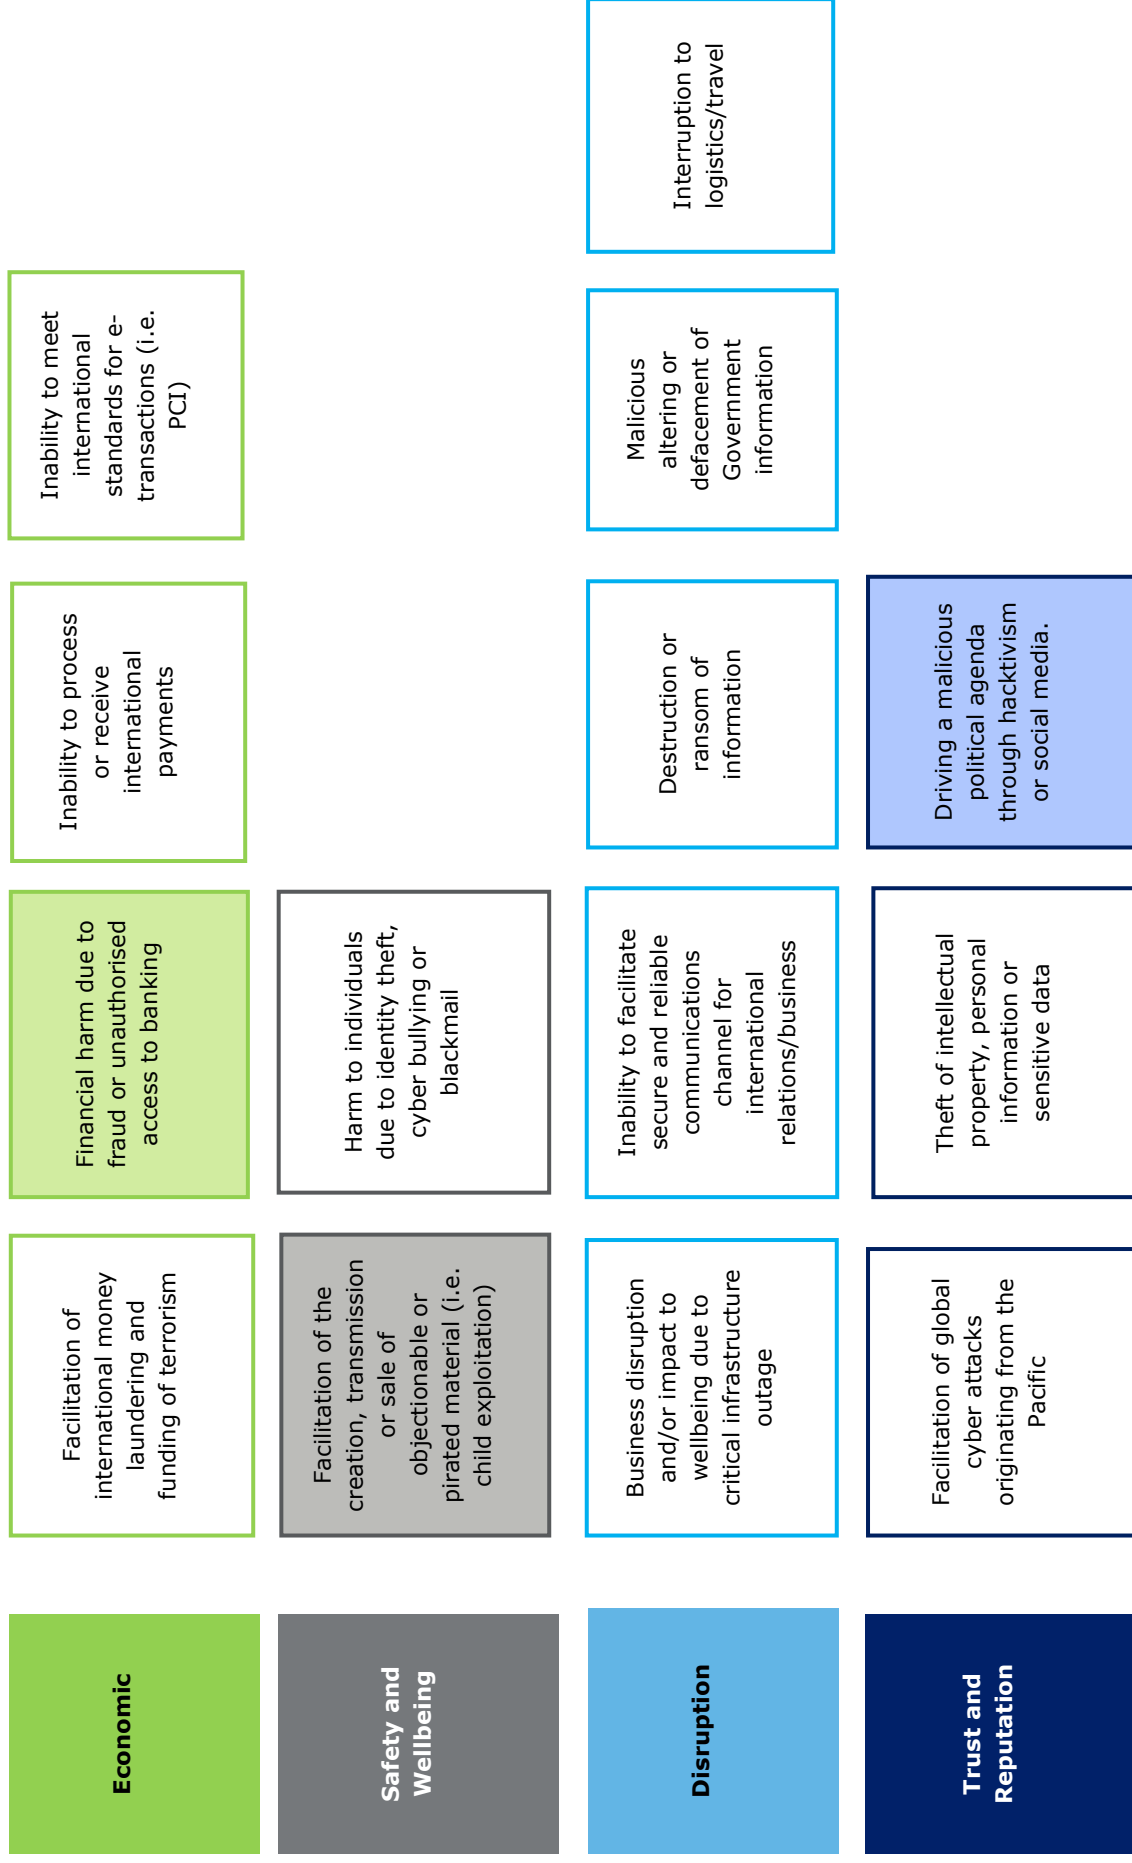 Economic
Facilitation of
international money
laundering and
funding of terrorism
Financial harm due to
fraud or unauthorised
access to banking
Inability to process
or receive
international
payments
Inability to meet
international
standards for e-
transactions (i.e.
PCI)
Safety and
Wellbeing
Facilitation of the
creation, transmission
or sale of
objectionable or
pirated material (i.e.
child exploitation)
Harm to individuals
due to identity theft,
cyber bullying or
blackmail
Disruption
Business disruption
and/or impact to
wellbeing due to
critical infrastructure
outage
Inability to facilitate
secure and reliable
communications
channel for
international
relations/business
Destruction or
ransom of
information
Malicious
altering or
defacement of
Government
information
Interruption to
logistics/travel
Trust and
Reputation
Facilitation of global
cyber attacks
originating from the
Pacific
Theft of intellectual
property, personal
information or
sensitive data
Driving a malicious
political agenda
through hacktivism
or social media.